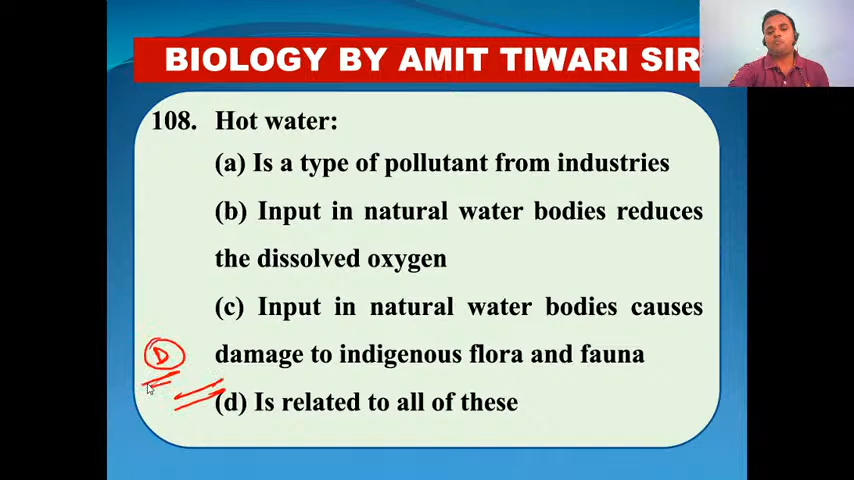 BIOLOGY BY AMIT TIWARI SIR
108. Hot water:
(a) Is a type of pollutant from industries
(b) Input in natural water bodies reduces
the dissolved oxygen
(c) Input in natural water bodies causes
D damage to indigenous flora and fauna
(d) Is related to all of these